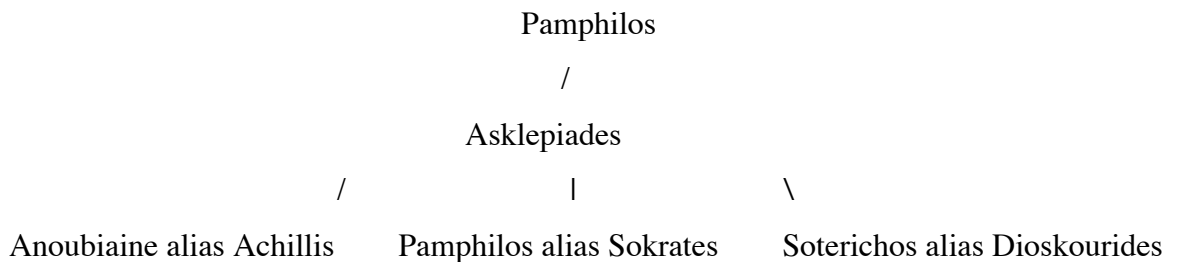 Pamphilos
/
Asklepiades
/ | \
Anoubiaine alias Achillis Pamphilos alias Sokrates Soterichos alias Dioskourides